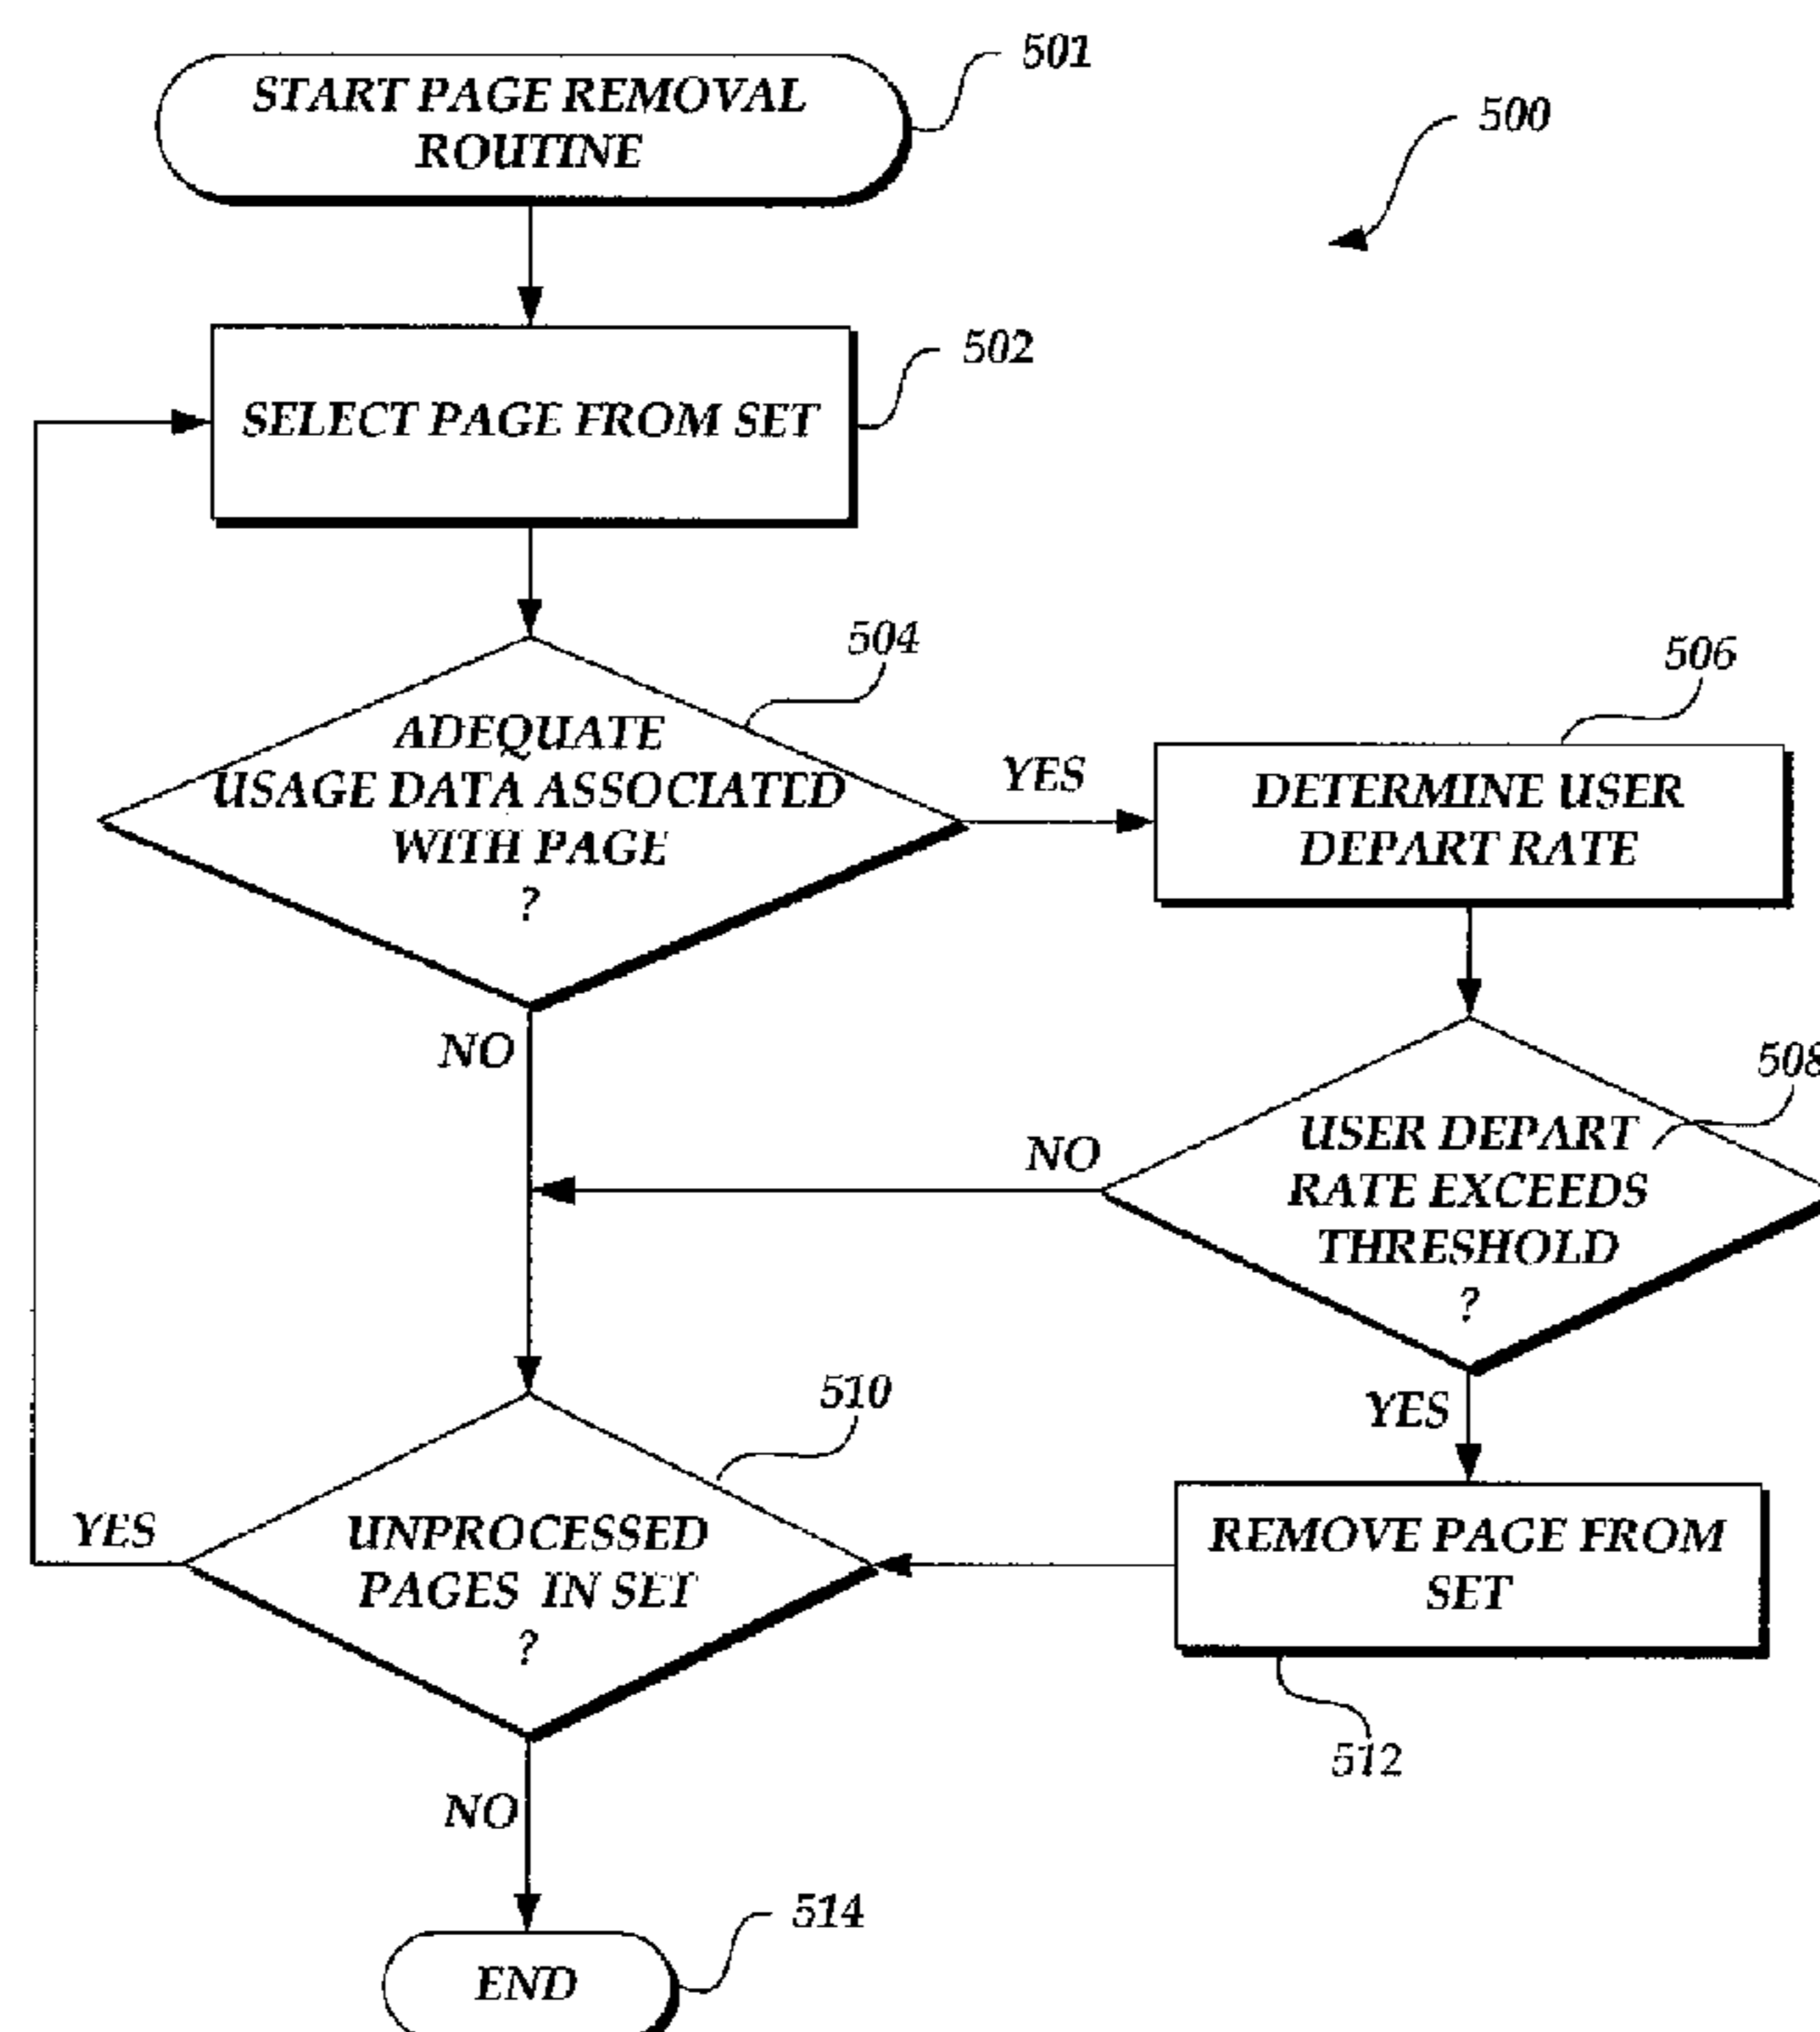 START PAGE REMOVAL
ROUTINE
501
500
SELECT PAGE FROM SET
502
ADEQUATE
USAGE DATA ASSOCIATED
WITH PAGE
?
504
YES
NO
DETERMINE USER
DEPART RATE
506
USER DEPART
RATE EXCEEDS
THRESHOLD
?
508
NO
YES
UNPROCESSED
PAGES IN SET
?
510
YES
NO
REMOVE PAGE FROM
SET
512
END
514